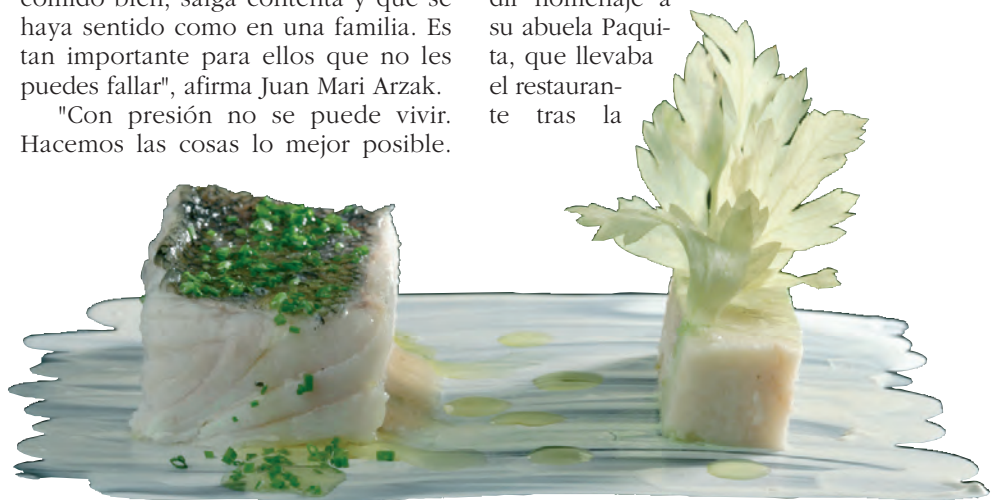 comido bien, salga contenta y que se
haya sentido como en una familia. Es
tan importante para ellos que no les
puedes fallar", afirma Juan Mari Arzak.
"Con presión no se puede vivir.
Hacemos las cosas lo mejor posible.
dir homenaje a
su abuela Paqui-
ta, que llevaba
el restauran-
te tras la